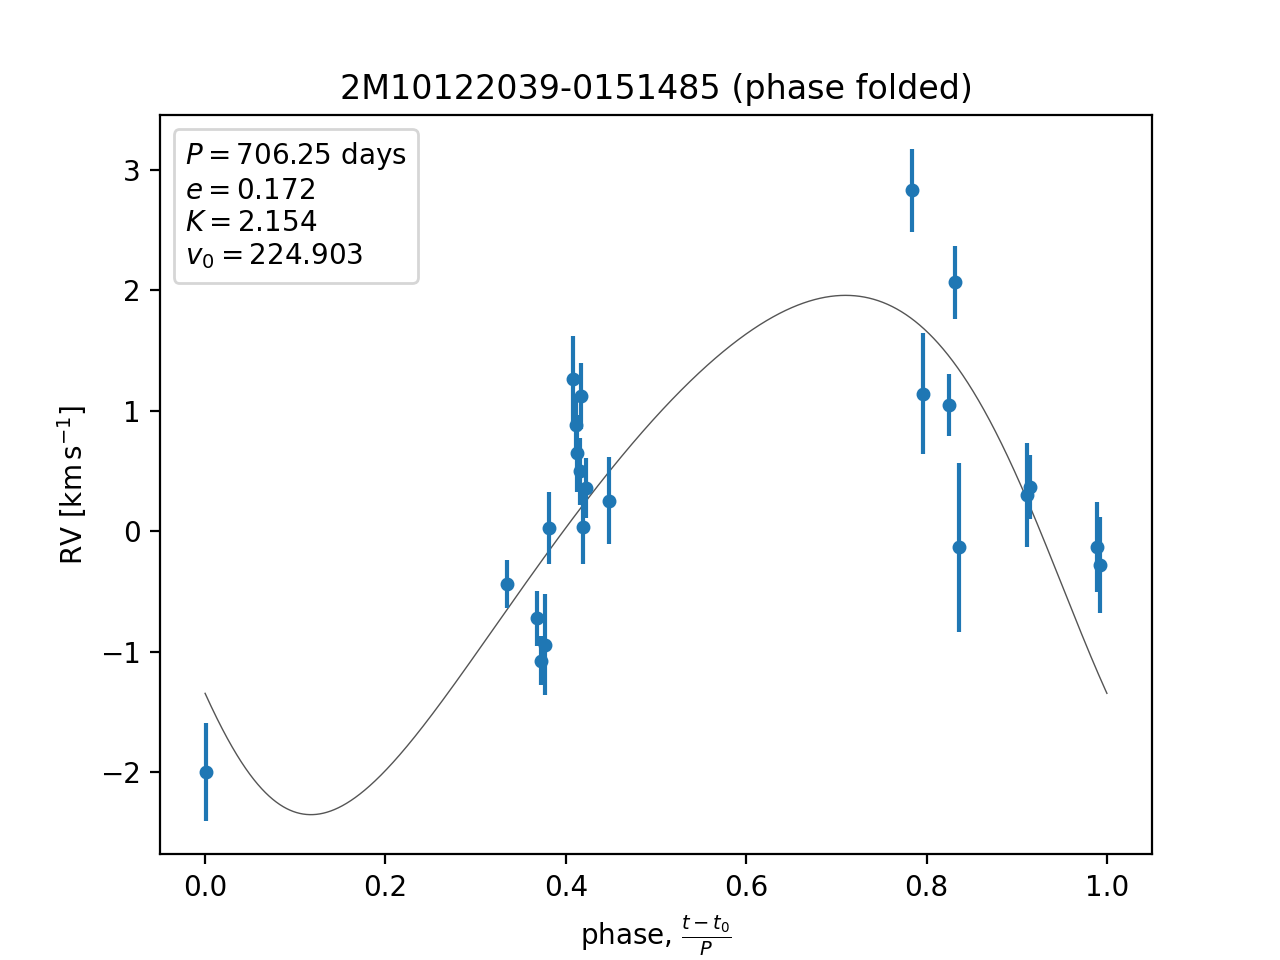 2M10122039-0151485 (phase folded)
P = 706.25 days
e = 0.172
K = 2.154
v₀ = 224.903
3
2
1
0
−1
−2
RV [km s⁻¹]
0.0 0.2 0.4 0.6 0.8 1.0
phase, (t − t₀)/P